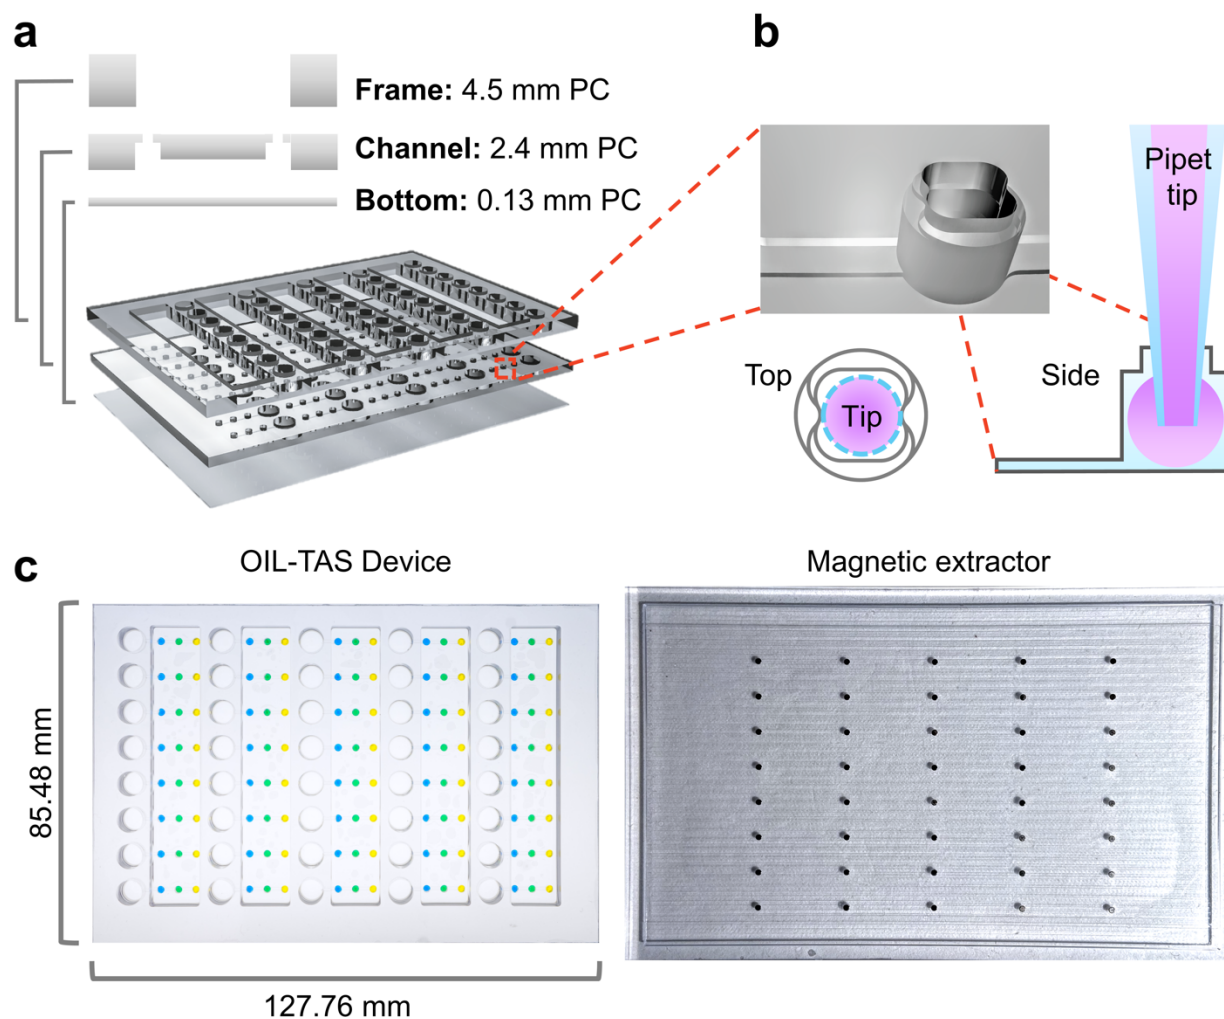 a
Frame: 4.5 mm PC
Channel: 2.4 mm PC
Bottom: 0.13 mm PC
b
Pipet
tip
Top
Tip
Side
c
OIL-TAS Device
Magnetic extractor
85.48 mm
127.76 mm